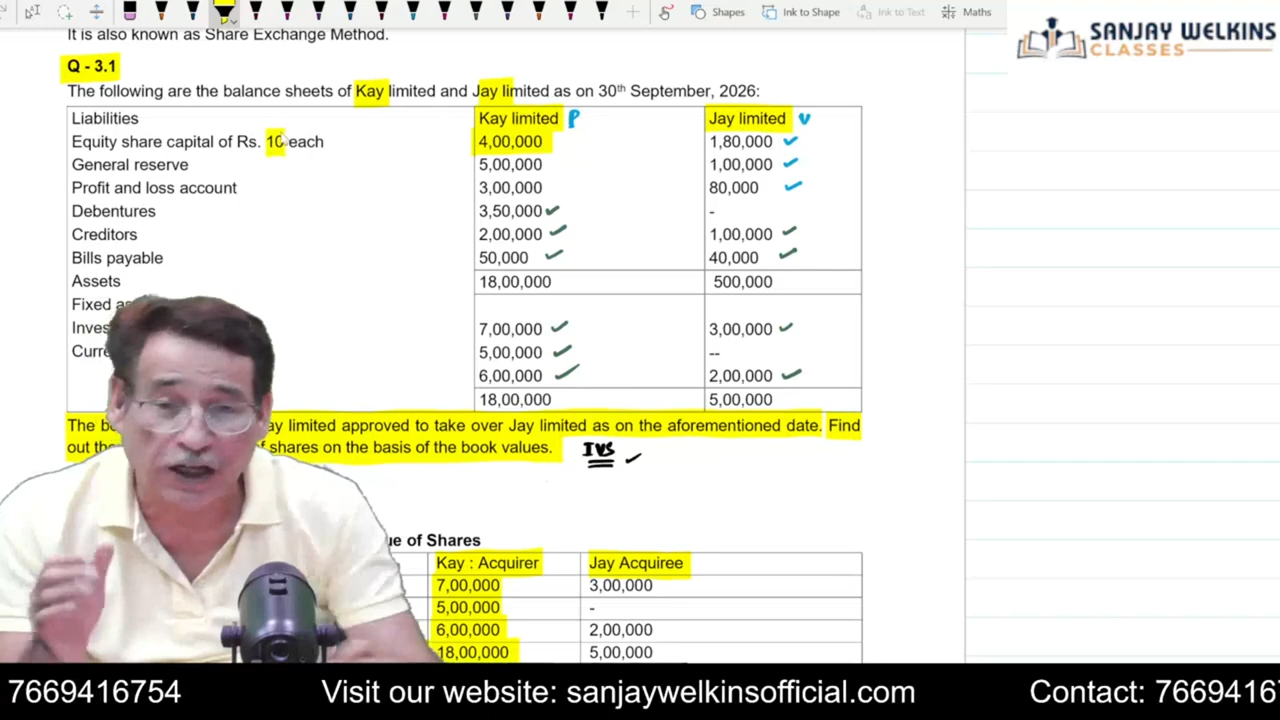 Shapes
Ink to Shape
Ink to Text
Maths
SANJAY WELKINS
CLASSES
It is also known as Share Exchange Method.
Q - 3.1
The following are the balance sheets of Kay limited and Jay limited as on 30th September, 2026:
Liabilities Kay limited P Jay limited V
Equity share capital of Rs. 10 each 4,00,000 1,80,000
General reserve 5,00,000 1,00,000
Profit and loss account 3,00,000 80,000
Debentures 3,50,000 -
Creditors 2,00,000 1,00,000
Bills payable 50,000 40,000
Assets 18,00,000 500,000
Fixed
7,00,000 3,00,000
5,00,000 --
6,00,000 2,00,000
18,00,000 5,00,000
The limited approved to take over Jay limited as on the aforementioned date. Find
out shares on the basis of the book values. IVS
of Shares
Kay : Acquirer Jay Acquiree
7,00,000 3,00,000
5,00,000 -
6,00,000 2,00,000
18,00,000 5,00,000
7669416754 Visit our website: sanjaywelkinsofficial.com Contact: 7669416